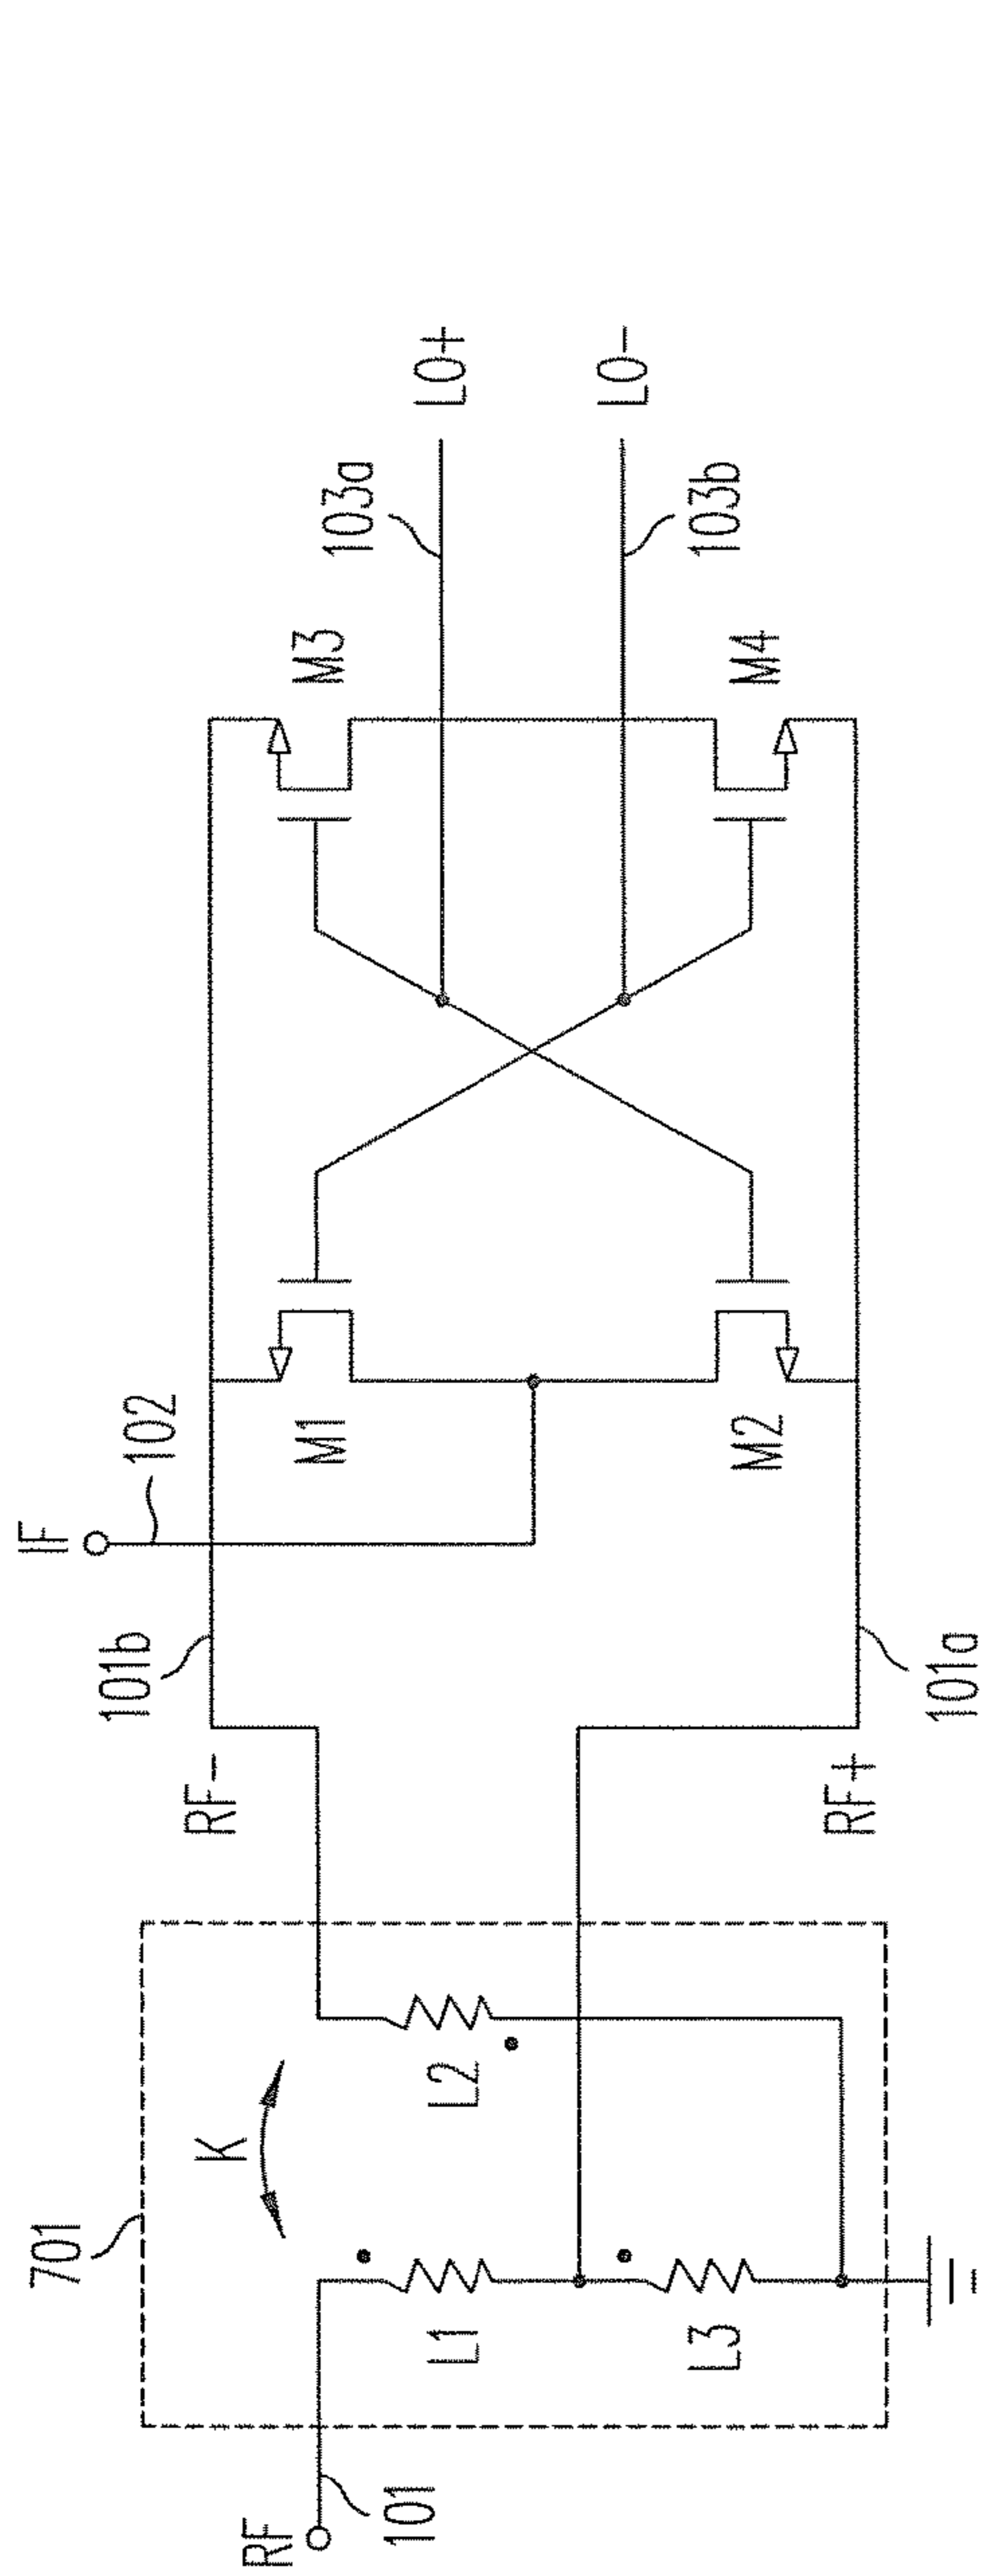 701
K
RF
101
L1
L2
L3
RF-
101b
RF+
101a
IF
102
M1
M2
M3
M4
103a
LO+
103b
LO-